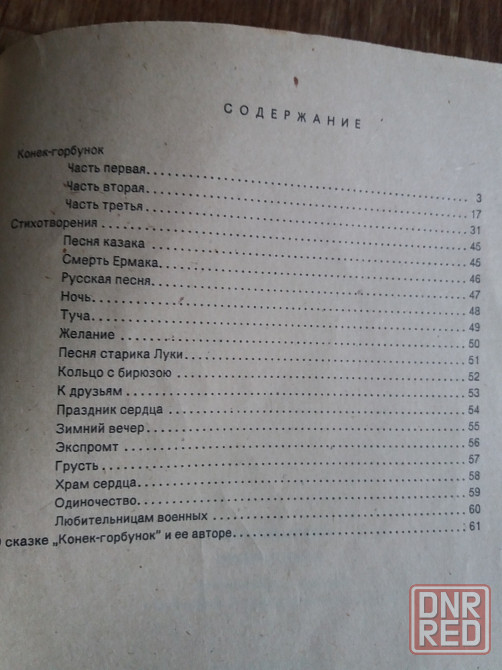 СОДЕРЖАНИЕ
Конек-горбунок
Часть первая 3
Часть вторая 17
Часть третья 31
Стихотворения 45
Песня казака 45
Смерть Ермака 46
Русская песня 47
Ночь 48
Туча 49
Желание 50
Песня старика Луки 51
Кольцо с бирюзою 52
К друзьям 53
Праздник сердца 54
Зимний вечер 55
Экспромт 56
Грусть 57
Храм сердца 58
Одиночество 59
Любительницам военных 60
О сказке „Конек-горбунок" и ее авторе 61
DNR
RED